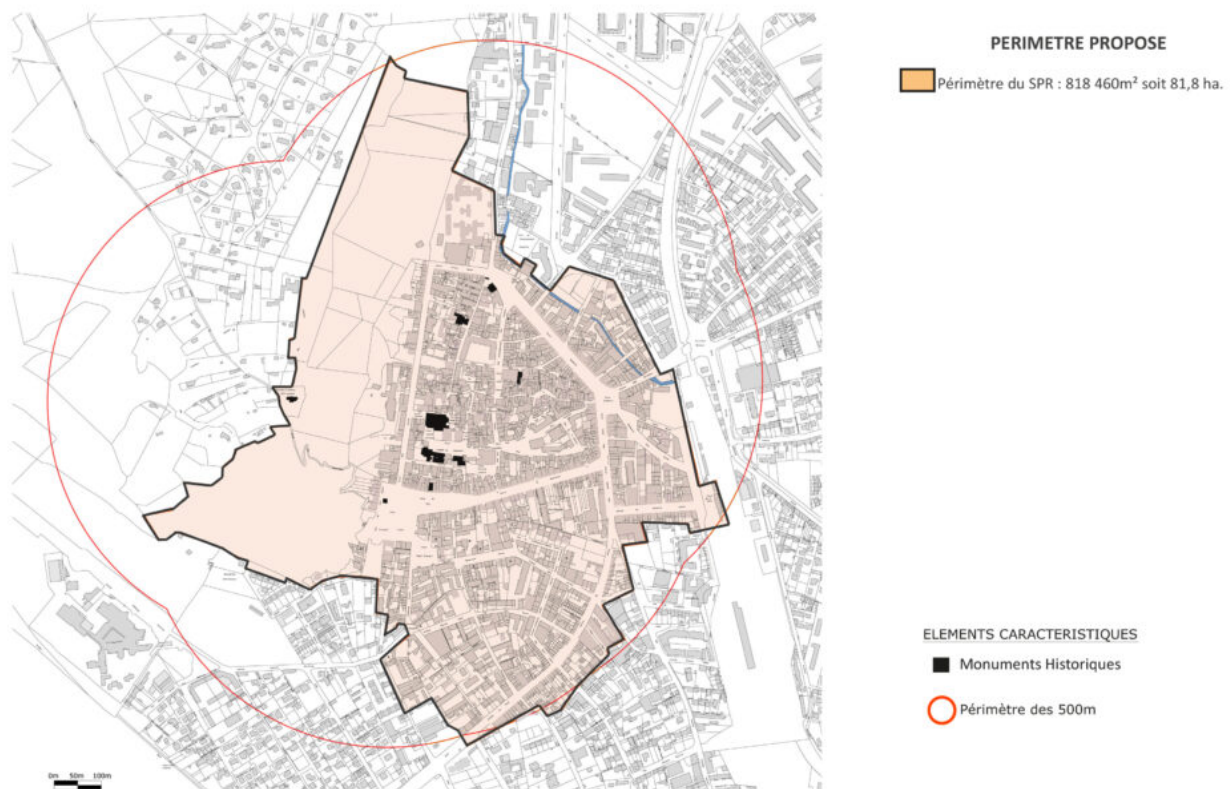 PERIMETRE PROPOSE
Périmètre du SPR : 818 460m² soit 81,8 ha.
ELEMENTS CARACTERISTIQUES
Monuments Historiques
Périmètre des 500m
0m 50m 100m